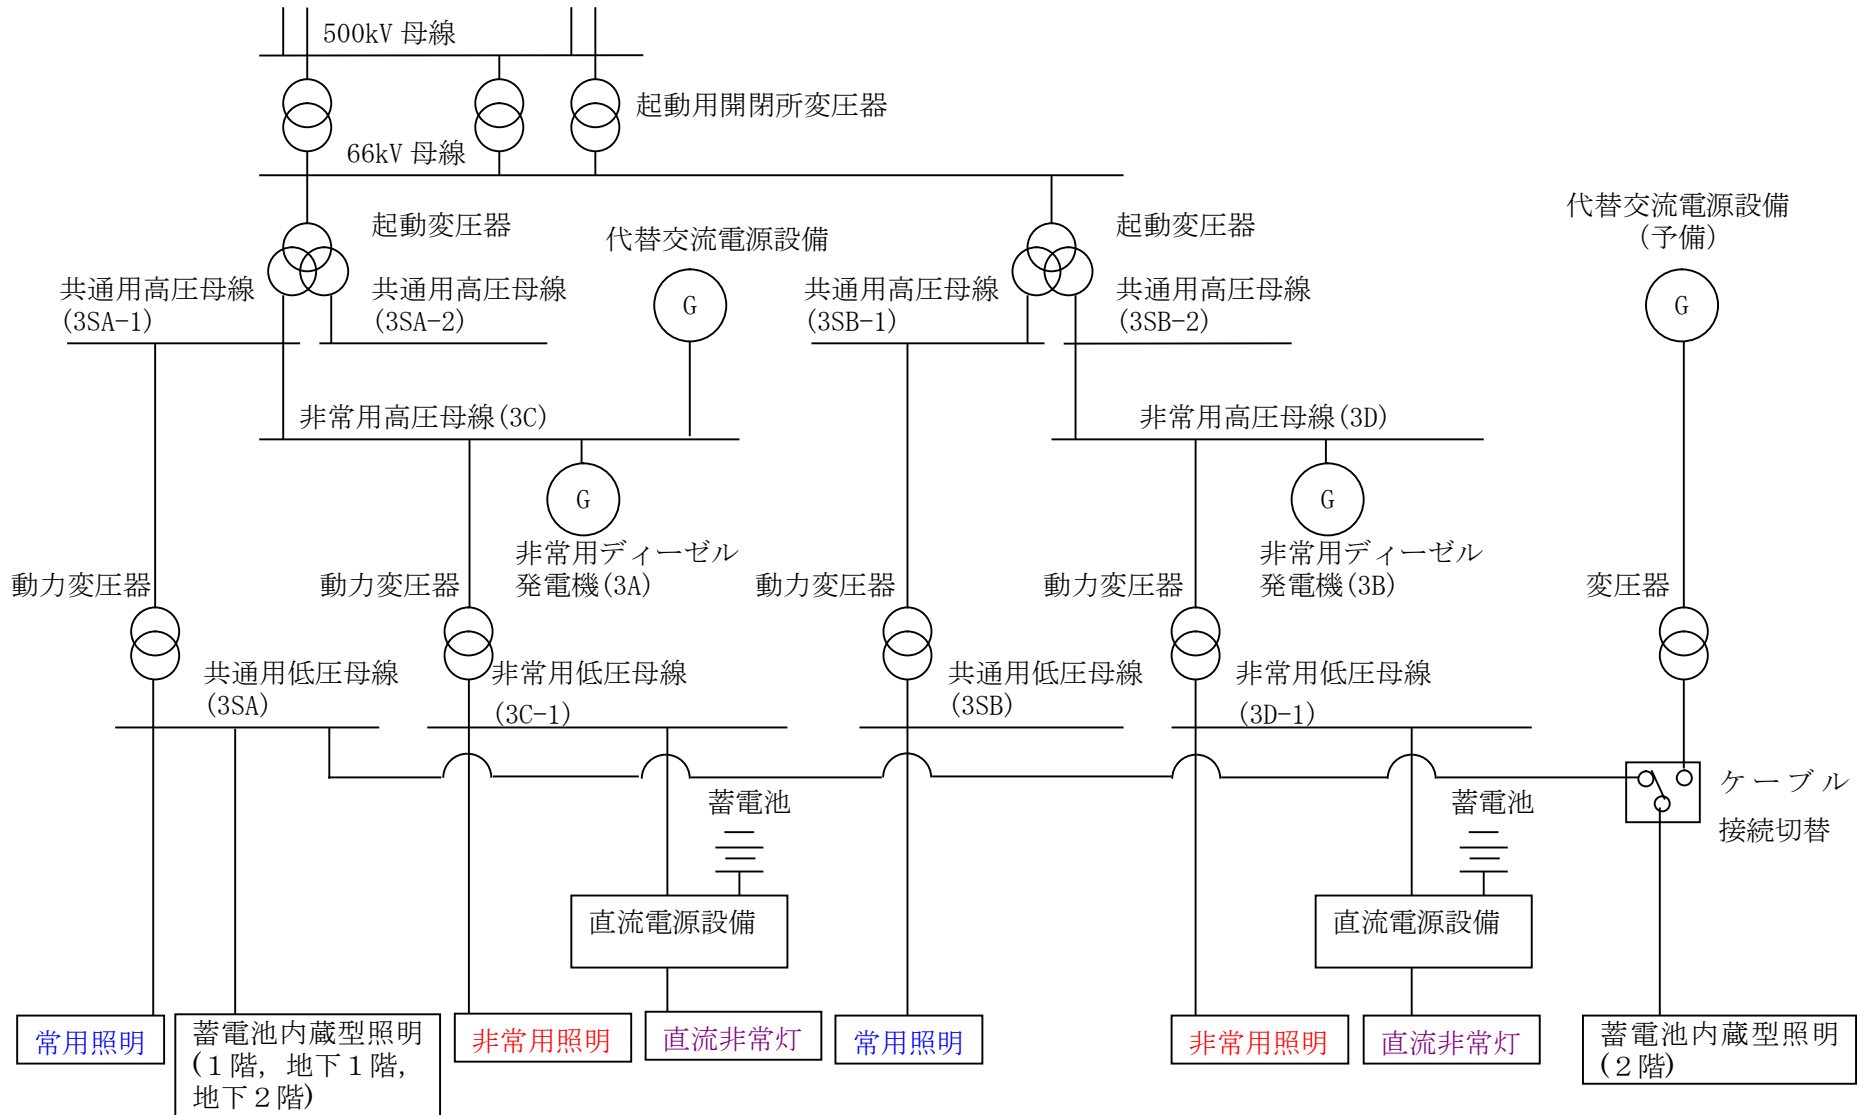 500kV 母線
起動用開閉所変圧器
66kV 母線
起動変圧器
代替交流電源設備
起動変圧器
代替交流電源設備
(予備)
共通用高圧母線
(3SA-1)
共通用高圧母線
(3SA-2)
G
共通用高圧母線
(3SB-1)
共通用高圧母線
(3SB-2)
G
非常用高圧母線(3C)
非常用高圧母線(3D)
G
G
非常用ディーゼル
発電機(3A)
非常用ディーゼル
発電機(3B)
動力変圧器
動力変圧器
動力変圧器
動力変圧器
変圧器
共通用低圧母線
(3SA)
非常用低圧母線
(3C-1)
共通用低圧母線
(3SB)
非常用低圧母線
(3D-1)
蓄電池
蓄電池
ケーブル
接続切替
直流電源設備
直流電源設備
常用照明
蓄電池内蔵型照明
(１階，地下１階，
地下２階)
非常用照明
直流非常灯
常用照明
非常用照明
直流非常灯
蓄電池内蔵型照明
(２階)